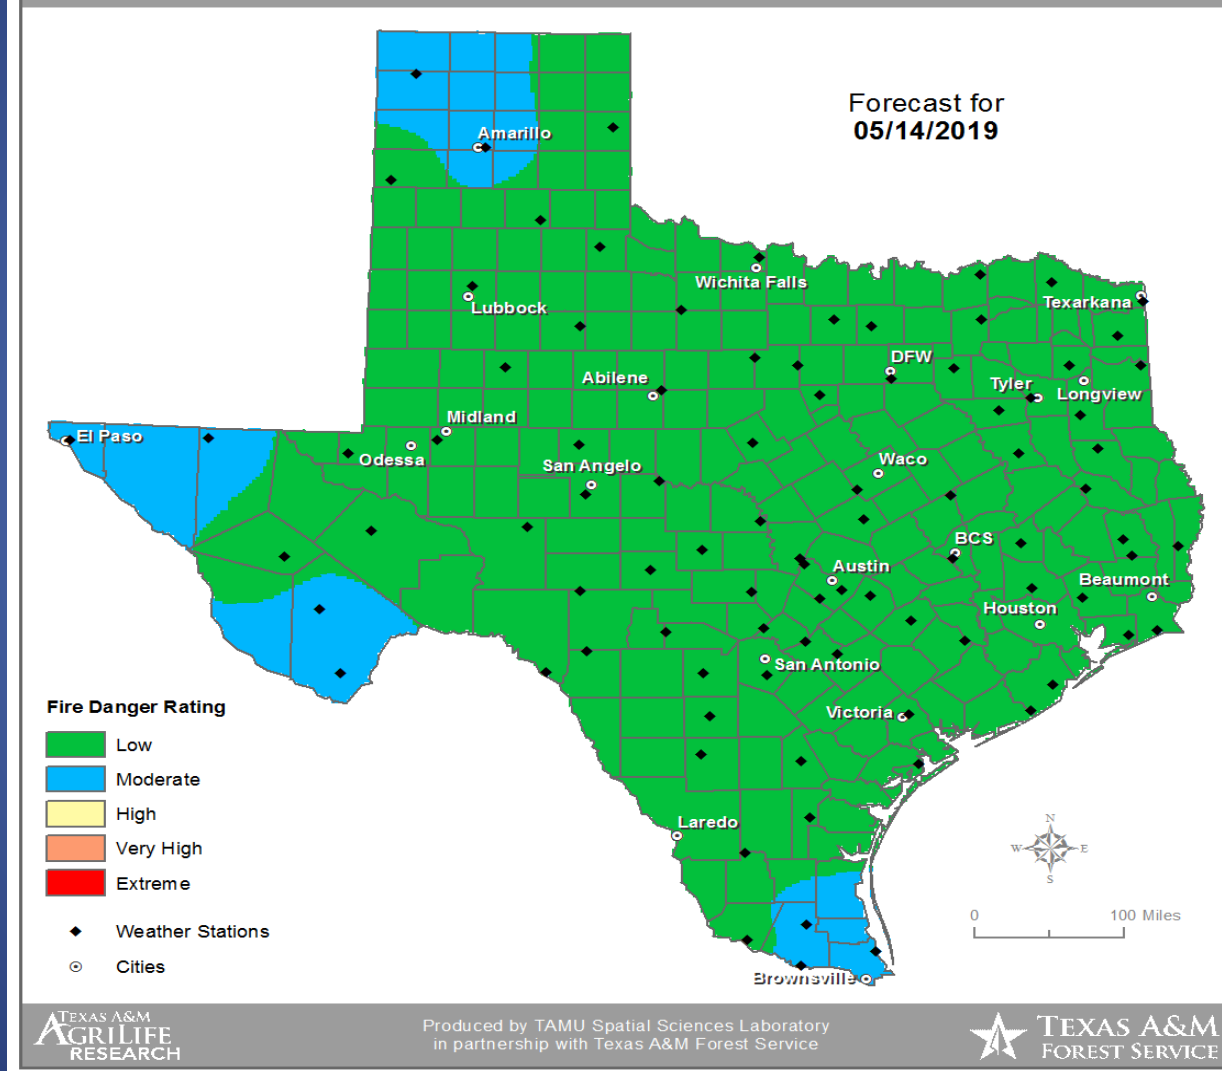 Forecast for
05/14/2019
Amarillo
Wichita Falls
Lubbock
Texarkana
DFW
Abilene
Tyler
Longview
Midland
El Paso
Odessa
San Angelo
Waco
BCS
Austin
Beaumont
Houston
San Antonio
Victoria
Laredo
Brownsville
Fire Danger Rating
Low
Moderate
High
Very High
Extreme
Weather Stations
Cities
N
W E
S
0 100 Miles
TEXAS A&M
AGRILIFE
RESEARCH
Produced by TAMU Spatial Sciences Laboratory
in partnership with Texas A&M Forest Service
TEXAS A&M
FOREST SERVICE